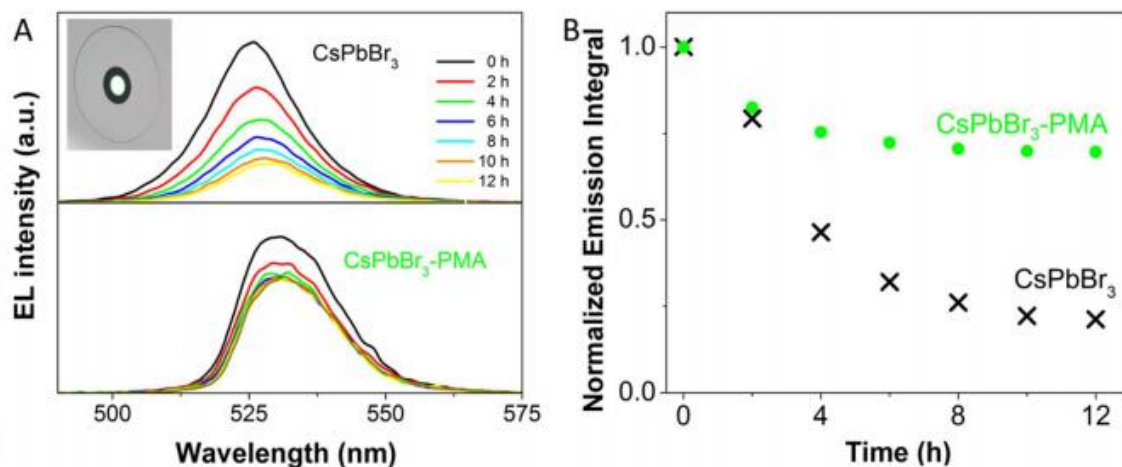 A
CsPbBr₃
0 h
2 h
4 h
6 h
8 h
10 h
12 h
CsPbBr₃-PMA
EL intensity (a.u.)
500
525
550
575
Wavelength (nm)
B
1.0
0.5
0.0
CsPbBr₃-PMA
CsPbBr₃
Normalized Emission Integral
0
4
8
12
Time (h)